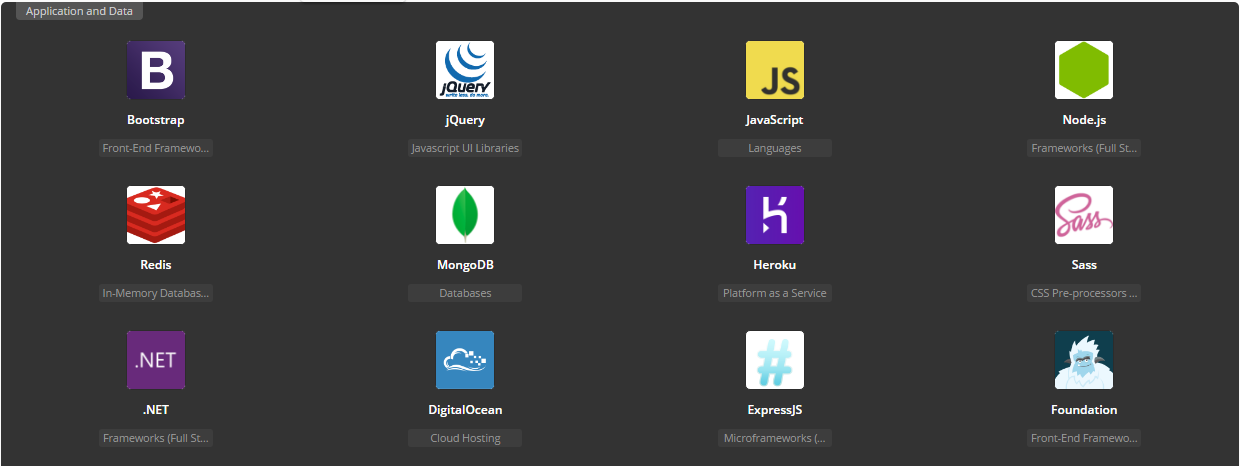 Application and Data
B
jQuery
write less, do more.
JS
Bootstrap
jQuery
JavaScript
Node.js
Front-End Framewo...
Javascript UI Libraries
Languages
Frameworks (Full St...
Sass
Redis
MongoDB
Heroku
Sass
In-Memory Databas...
Databases
Platform as a Service
CSS Pre-processors ...
.NET
#
.NET
DigitalOcean
ExpressJS
Foundation
Frameworks (Full St...
Cloud Hosting
Microframeworks (...
Front-End Framewo...